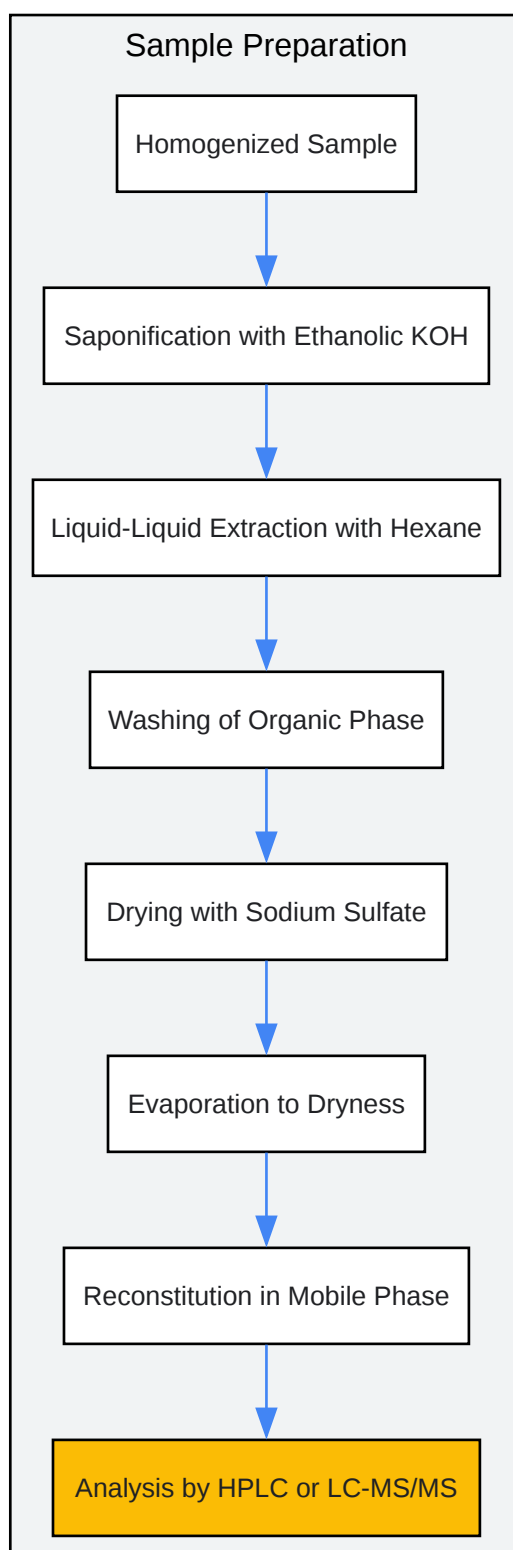 Sample Preparation
Homogenized Sample
Saponification with Ethanolic KOH
Liquid-Liquid Extraction with Hexane
Washing of Organic Phase
Drying with Sodium Sulfate
Evaporation to Dryness
Reconstitution in Mobile Phase
Analysis by HPLC or LC-MS/MS